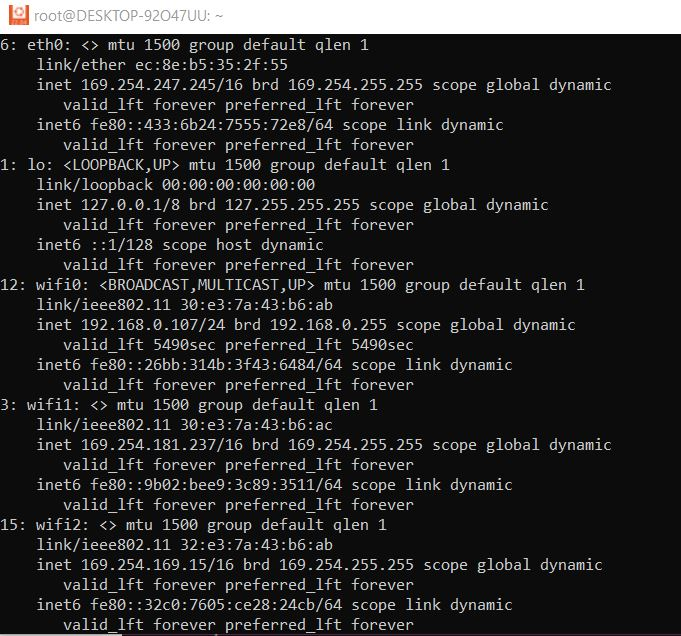 root@DESKTOP-92O47UU: ~
6: eth0: <> mtu 1500 group default qlen 1
    link/ether ec:8e:b5:35:2f:55
    inet 169.254.247.245/16 brd 169.254.255.255 scope global dynamic
       valid_lft forever preferred_lft forever
    inet6 fe80::433:6b24:7555:72e8/64 scope link dynamic
       valid_lft forever preferred_lft forever
1: lo: <LOOPBACK,UP> mtu 1500 group default qlen 1
    link/loopback 00:00:00:00:00:00
    inet 127.0.0.1/8 brd 127.255.255.255 scope global dynamic
       valid_lft forever preferred_lft forever
    inet6 ::1/128 scope host dynamic
       valid_lft forever preferred_lft forever
12: wifi0: <BROADCAST,MULTICAST,UP> mtu 1500 group default qlen 1
    link/ieee802.11 30:e3:7a:43:b6:ab
    inet 192.168.0.107/24 brd 192.168.0.255 scope global dynamic
       valid_lft 5490sec preferred_lft 5490sec
    inet6 fe80::26bb:314b:3f43:6484/64 scope link dynamic
       valid_lft forever preferred_lft forever
3: wifi1: <> mtu 1500 group default qlen 1
    link/ieee802.11 30:e3:7a:43:b6:ac
    inet 169.254.181.237/16 brd 169.254.255.255 scope global dynamic
       valid_lft forever preferred_lft forever
    inet6 fe80::9b02:bee9:3c89:3511/64 scope link dynamic
       valid_lft forever preferred_lft forever
15: wifi2: <> mtu 1500 group default qlen 1
    link/ieee802.11 32:e3:7a:43:b6:ab
    inet 169.254.169.15/16 brd 169.254.255.255 scope global dynamic
       valid_lft forever preferred_lft forever
    inet6 fe80::32c0:7605:ce28:24cb/64 scope link dynamic
       valid_lft forever preferred_lft forever